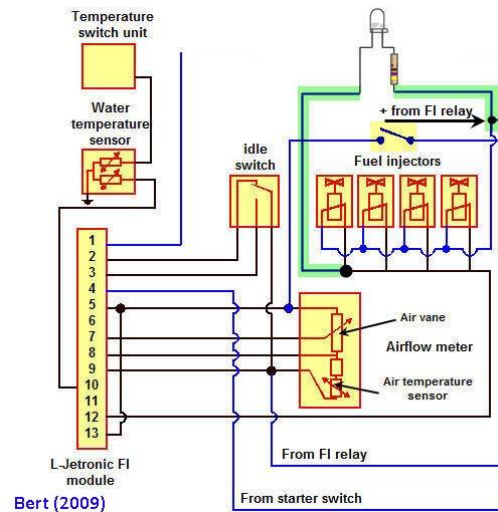 Temperature
switch unit
Water
temperature
sensor
idle
switch
+ from FI relay
Fuel injectors
1
2
3
4
5
6
7
8
9
10
11
12
13
Air vane
Airflow meter
Air temperature
sensor
L-Jetronic FI
module
From FI relay
From starter switch
Bert (2009)